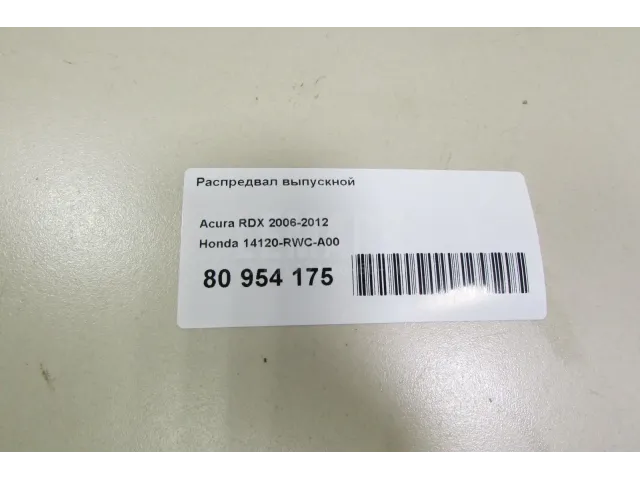 Распредвал выпускной
Acura RDX 2006-2012
Honda 14120-RWC-A00
80 954 175